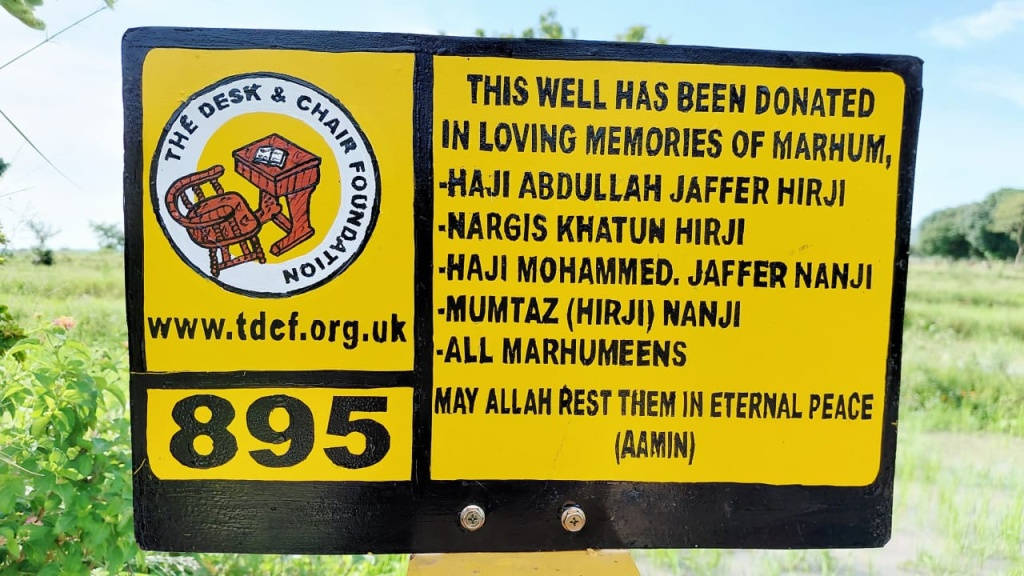 THE DESK & CHAIR FOUNDATION
www.tdef.org.uk
895
THIS WELL HAS BEEN DONATED
IN LOVING MEMORIES OF MARHUM,
-HAJI ABDULLAH JAFFER HIRJI
-NARGIS KHATUN HIRJI
-HAJI MOHAMMED. JAFFER NANJI
-MUMTAZ (HIRJI) NANJI
-ALL MARHUMEENS
MAY ALLAH REST THEM IN ETERNAL PEACE
(AAMIN)